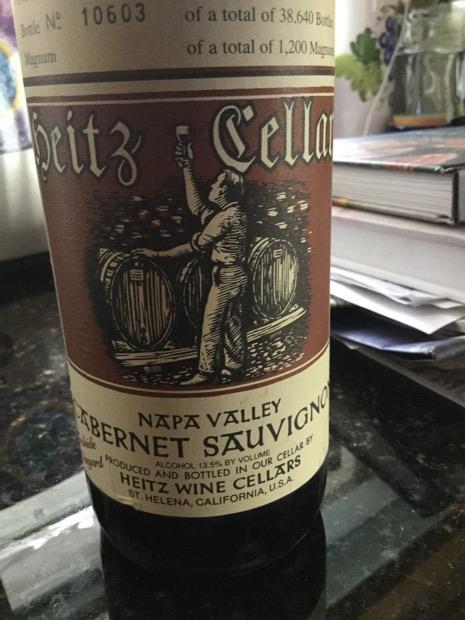 Bottle Nº 10603 of a total of 38,640 Bottle
Magnum of a total of 1,200 Magnum
Heitz Cellar
NAPA VALLEY
CABERNET SAUVIGNON
ALCOHOL 13.5% BY VOLUME
PRODUCED AND BOTTLED IN OUR CELLAR BY
HEITZ WINE CELLARS
ST. HELENA, CALIFORNIA, U.S.A.